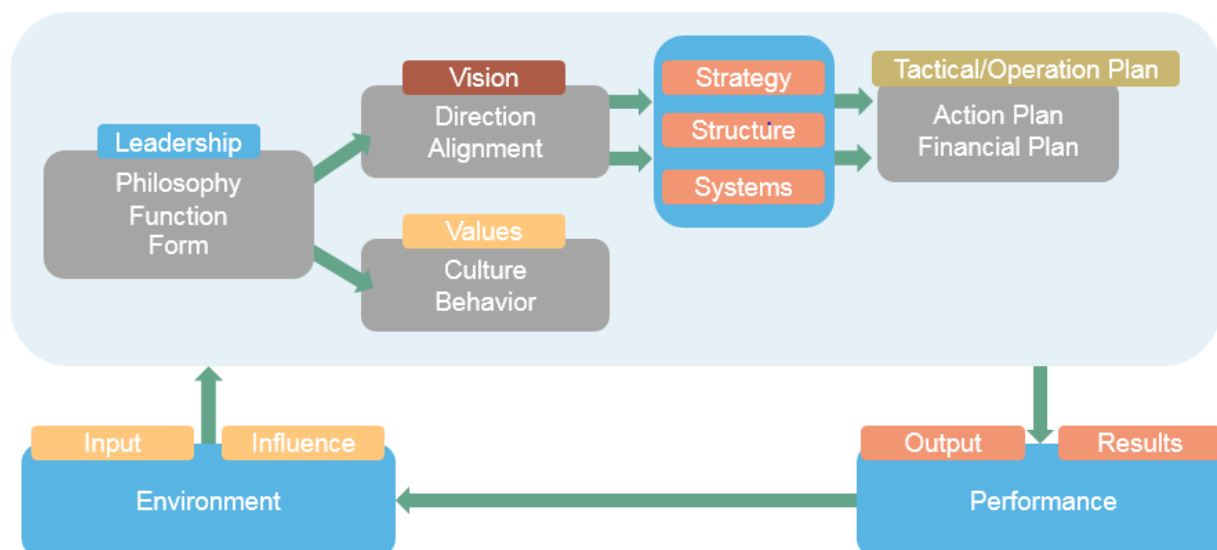 Leadership
Philosophy
Function
Form
Vision
Direction
Alignment
Values
Culture
Behavior
Strategy
Structure
Systems
Tactical/Operation Plan
Action Plan
Financial Plan
Input
Influence
Environment
Output
Results
Performance